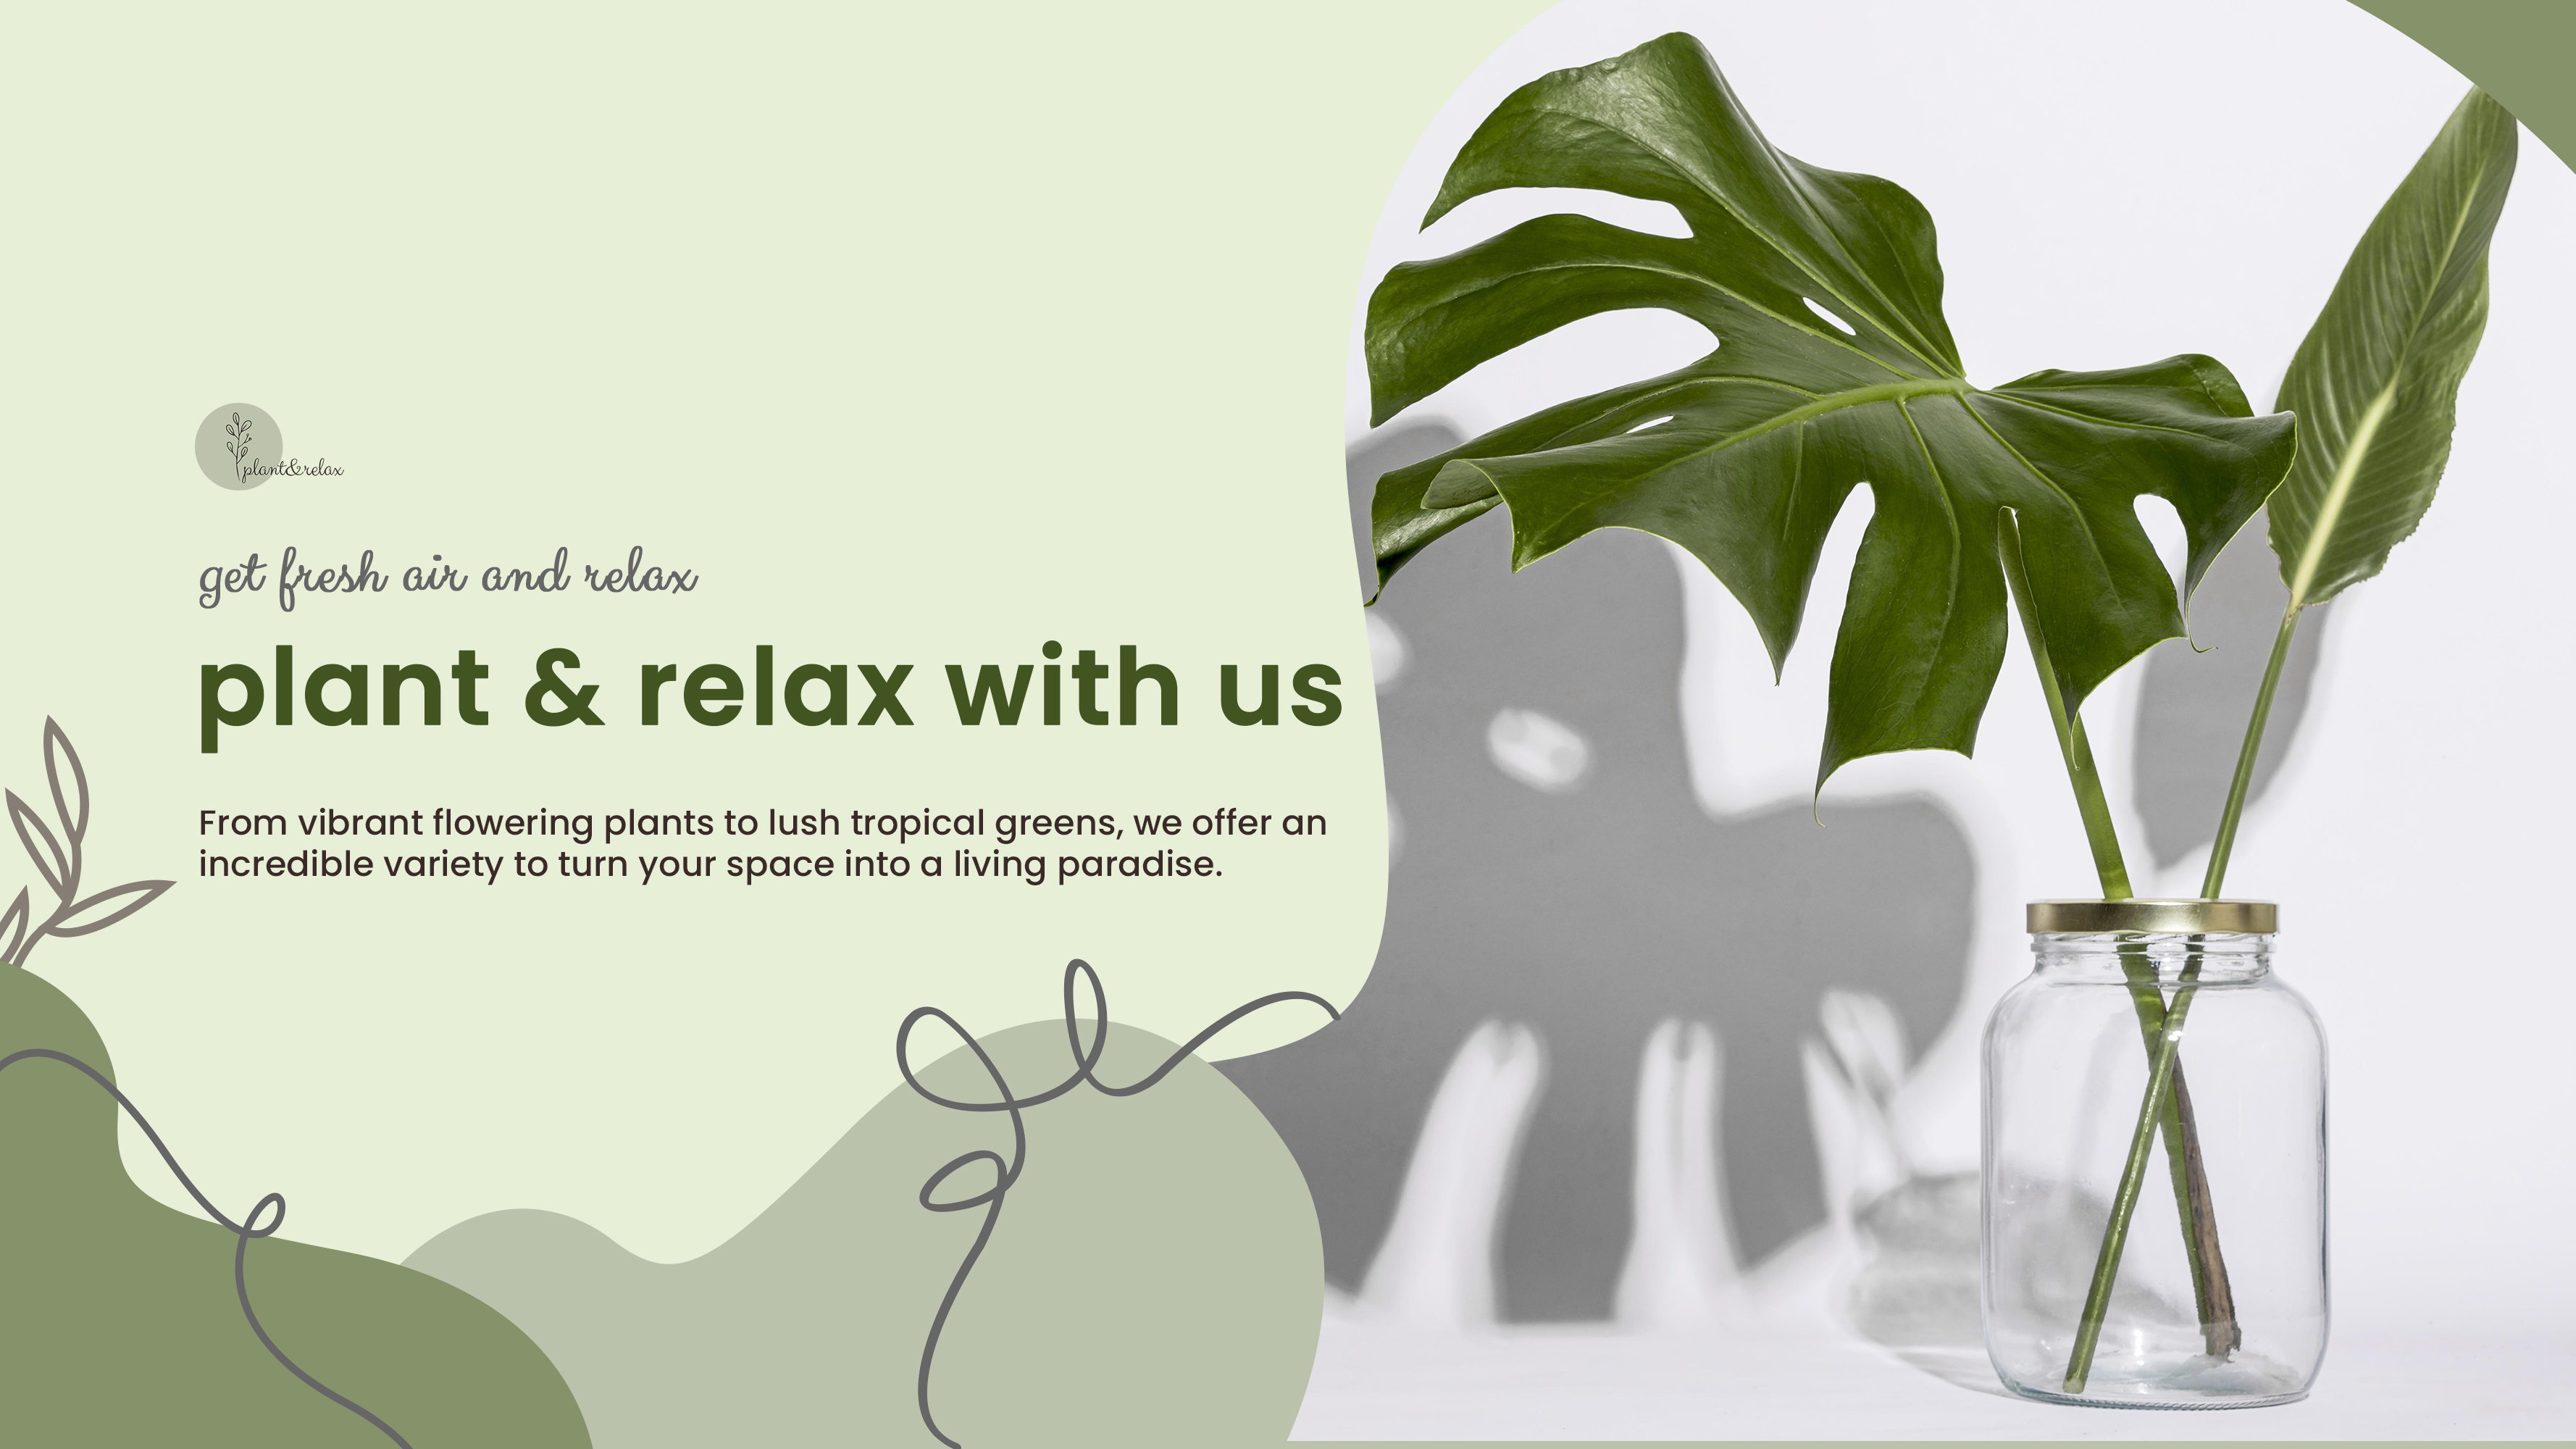 plant&relax
get fresh air and relax
plant & relax with us
From vibrant flowering plants to lush tropical greens, we offer an
incredible variety to turn your space into a living paradise.